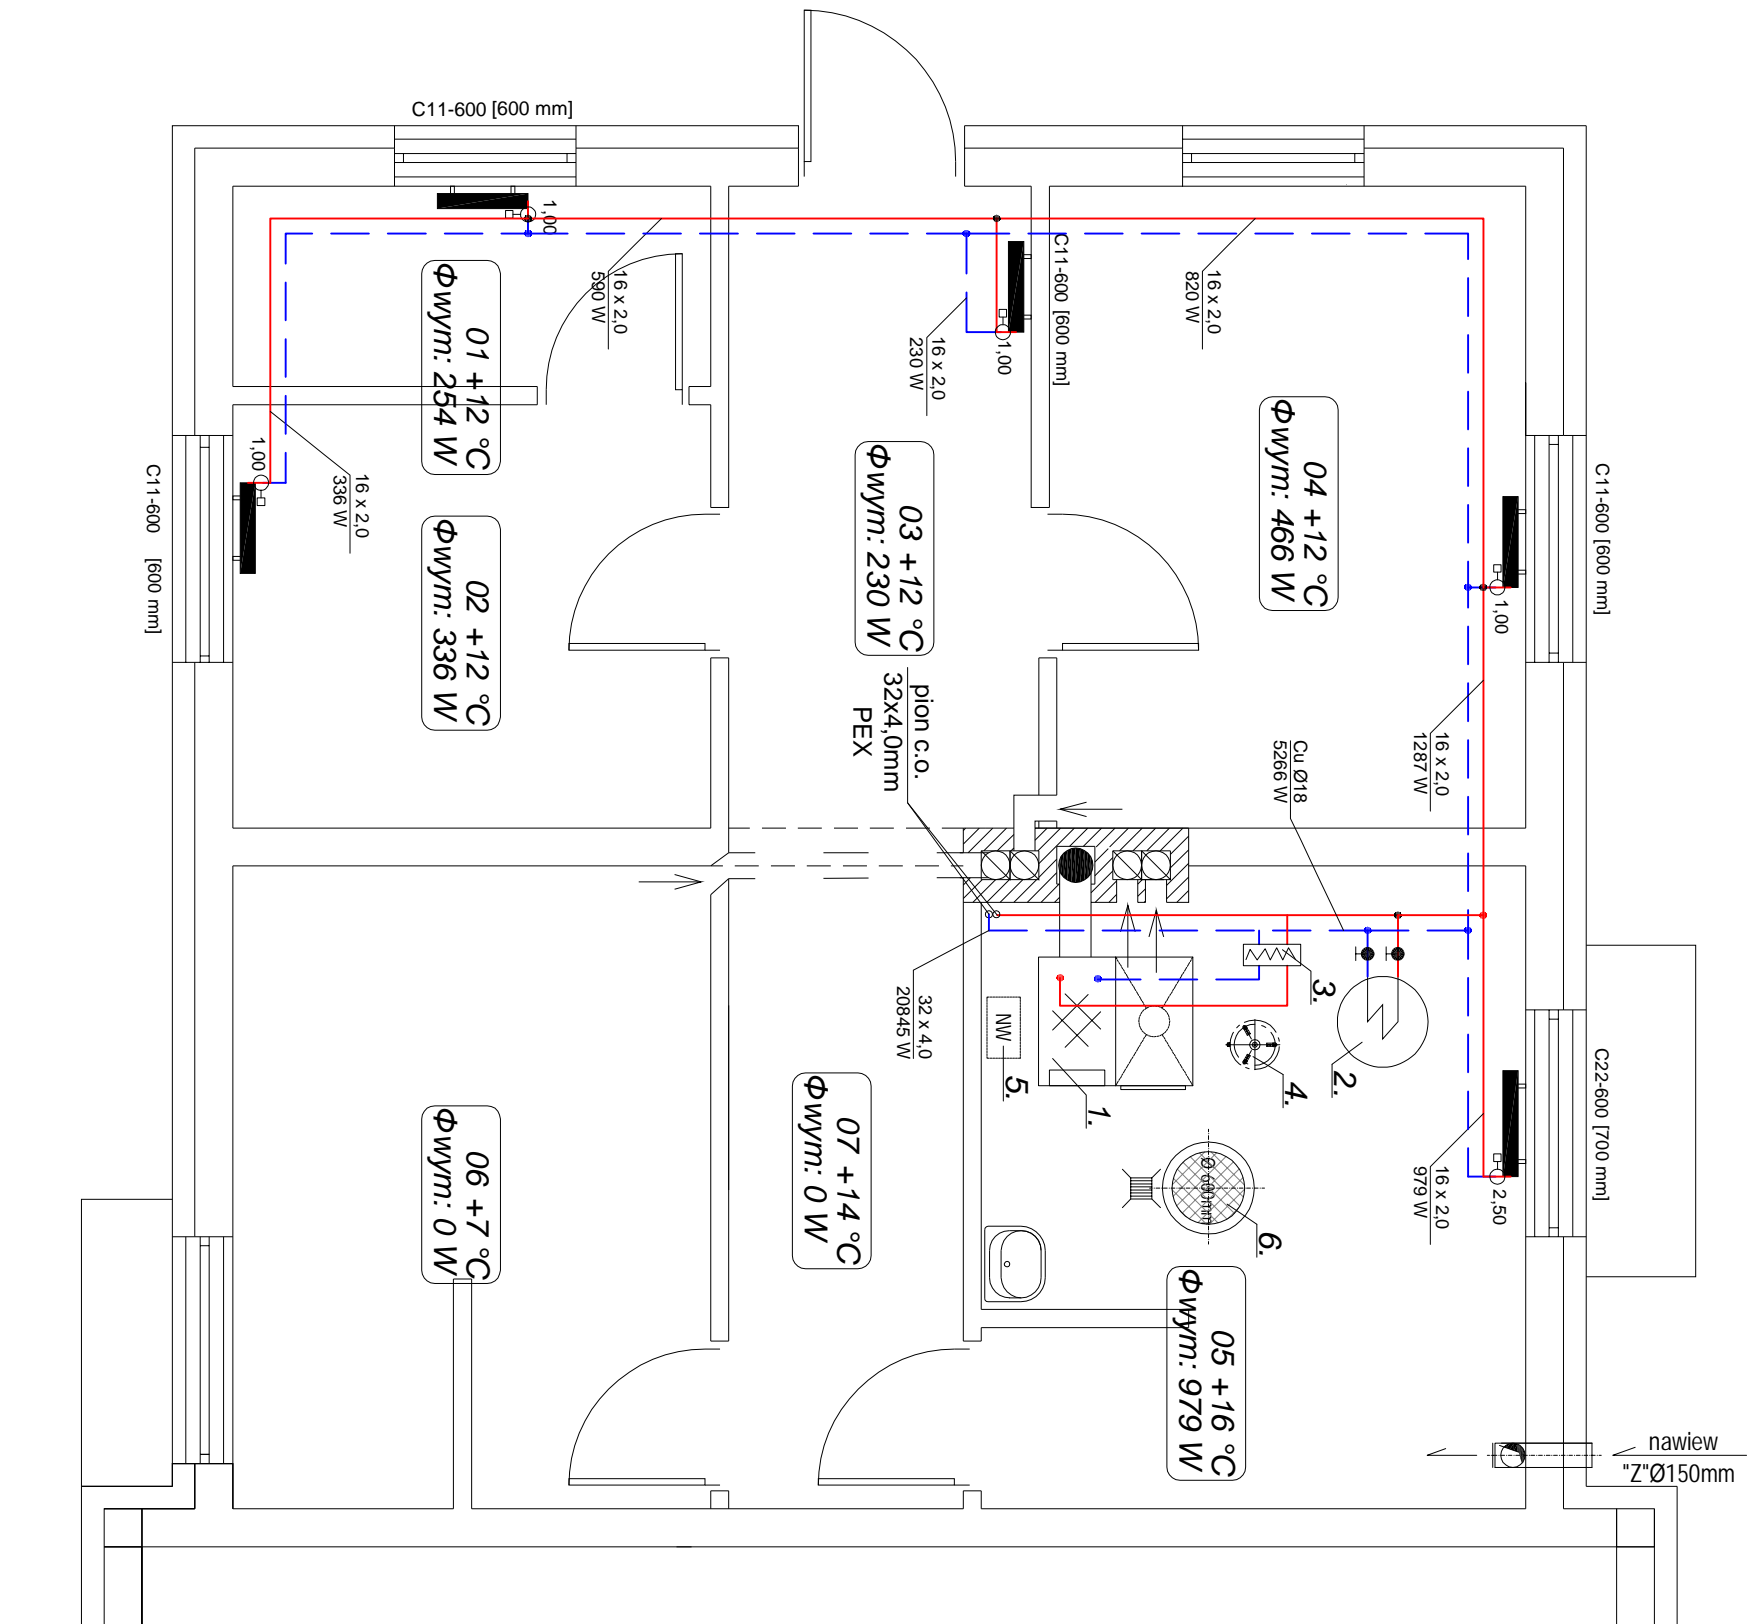 C11-600 [600 mm]
1,00
16 x 2,0
590 W
01 +12 °C
Φwym: 254 W
C11-600 [600 mm]
1,00
16 x 2,0
230 W
16 x 2,0
820 W
04 +12 °C
Φwym: 466 W
03 +12 °C
Φwym: 230 W
1,00
16 x 2,0
336 W
C11-600 [600 mm]
02 +12 °C
Φwym: 336 W
C11-600 [600 mm]
1,00
pion c.o.
32x4,0mm
PEX
16 x 2,0
1287 W
Cu Ø18
5266 W
32 x 4,0
20845 W
NW
5.
1.
3.
4.
2.
C22-600 [700 mm]
2,50
16 x 2,0
979 W
Ø 600mm
6.
07 +14 °C
Φwym: 0 W
06 +7 °C
Φwym: 0 W
05 +16 °C
Φwym: 979 W
nawiew
"Z"Ø150mm